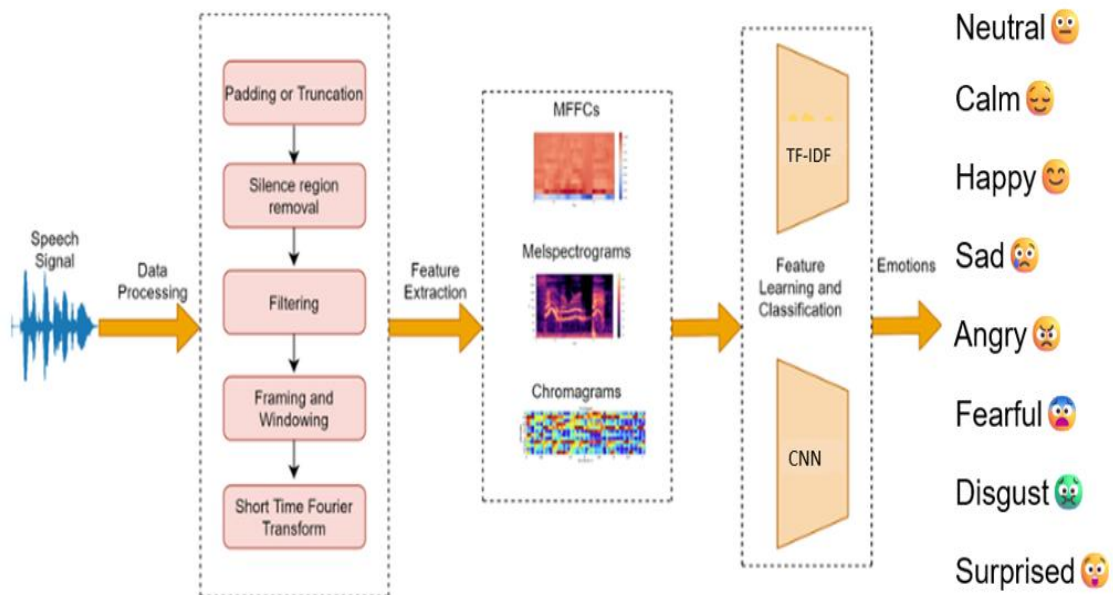 Speech
Signal
Data
Processing
Padding or Truncation
Silence region
removal
Filtering
Framing and
Windowing
Short Time Fourier
Transform
Feature
Extraction
MFFCs
Melspectrograms
Chromagrams
TF-IDF
Feature
Learning and
Classification
CNN
Emotions
Neutral
Calm
Happy
Sad
Angry
Fearful
Disgust
Surprised